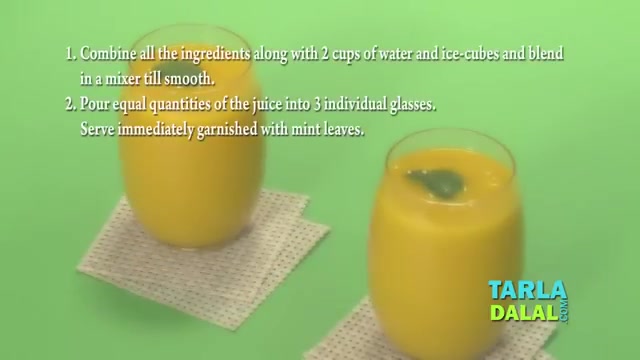 1. Combine all the ingredients along with 2 cups of water and ice-cubes and blend
in a mixer till smooth.
2. Pour equal quantities of the juice into 3 individual glasses.
Serve immediately garnished with mint leaves.
TARLA
DALAL
.COM